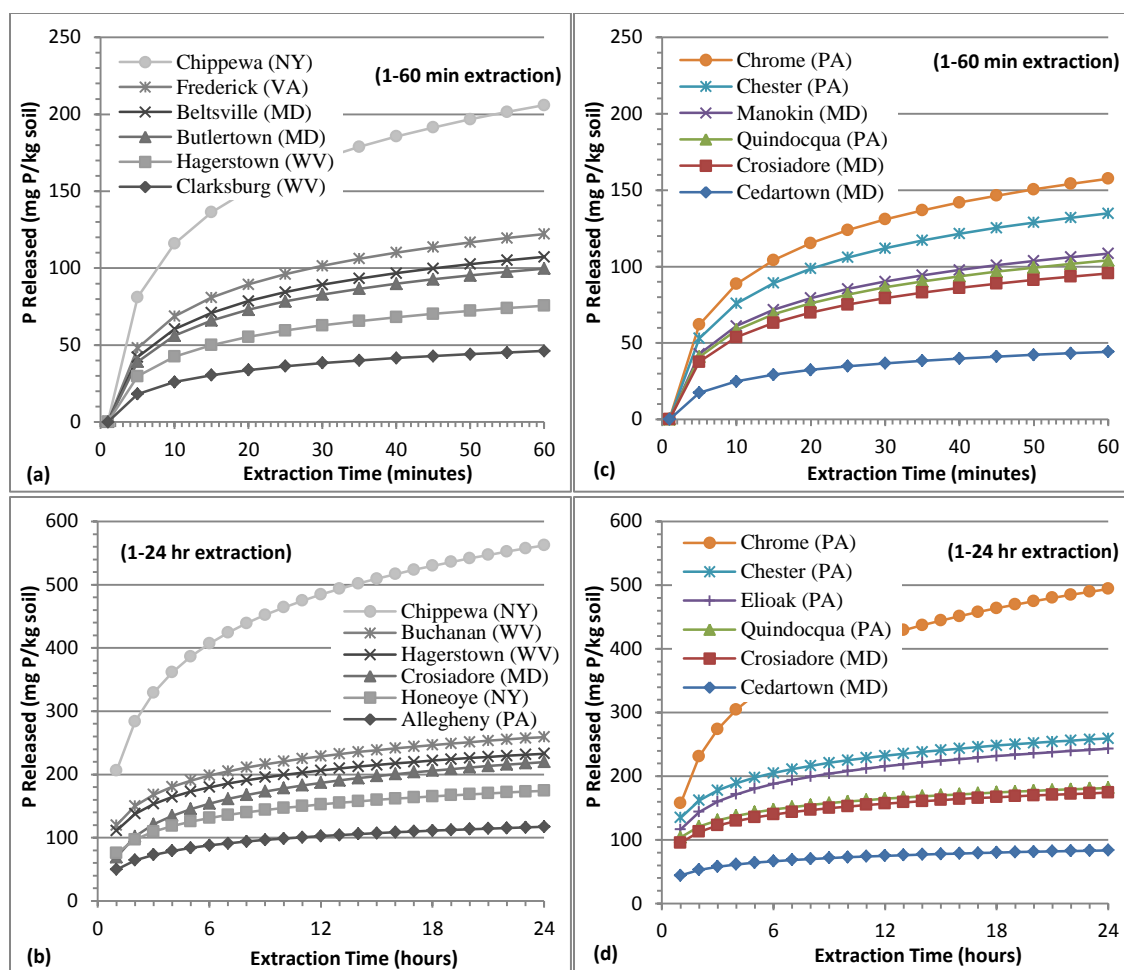 250
200
150
100
50
0
P Released (mg P/kg soil)
Chippewa (NY)
Frederick (VA)
Beltsville (MD)
Butlertown (MD)
Hagerstown (WV)
Clarksburg (WV)
(1-60 min extraction)
0 10 20 30 40 50 60
(a) Extraction Time (minutes)
250
200
150
100
50
0
P Released (mg P/kg soil)
Chrome (PA)
Chester (PA)
Manokin (MD)
Quindocqua (PA)
Crosiadore (MD)
Cedartown (MD)
(1-60 min extraction)
0 10 20 30 40 50 60
(c) Extraction Time (minutes)
600
500
400
300
200
100
0
P Released (mg P/kg soil)
(1-24 hr extraction)
Chippewa (NY)
Buchanan (WV)
Hagerstown (WV)
Crosiadore (MD)
Honeoye (NY)
Allegheny (PA)
0 6 12 18 24
(b) Extraction Time (hours)
600
500
400
300
200
100
0
P Released (mg P/kg soil)
Chrome (PA)
Chester (PA)
Elioak (PA)
Quindocqua (PA)
Crosiadore (MD)
Cedartown (MD)
(1-24 hr extraction)
0 6 12 18 24
(d) Extraction Time (hours)